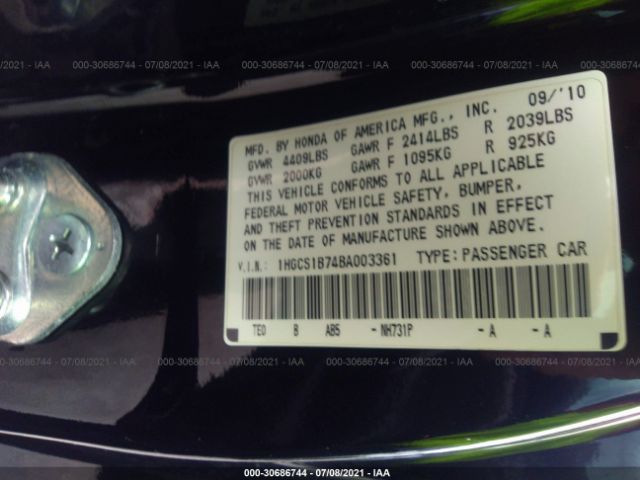 000-30686744 - 07/08/2021 - IAA
MFD. BY HONDA OF AMERICA MFG., INC. 09/'10
GVWR 4409LBS GAWR F 2414LBS R 2039LBS
GVWR 2000KG GAWR F 1095KG R 925KG
THIS VEHICLE CONFORMS TO ALL APPLICABLE
FEDERAL MOTOR VEHICLE SAFETY, BUMPER,
AND THEFT PREVENTION STANDARDS IN EFFECT
ON THE DATE OF MANUFACTURE SHOWN ABOVE.
V.I.N.: 1HGCS1B74BA003361 TYPE:PASSENGER CAR
TE0 B AB5 - NH731P - A - A
000-30686744 - 07/08/2021 - IAA